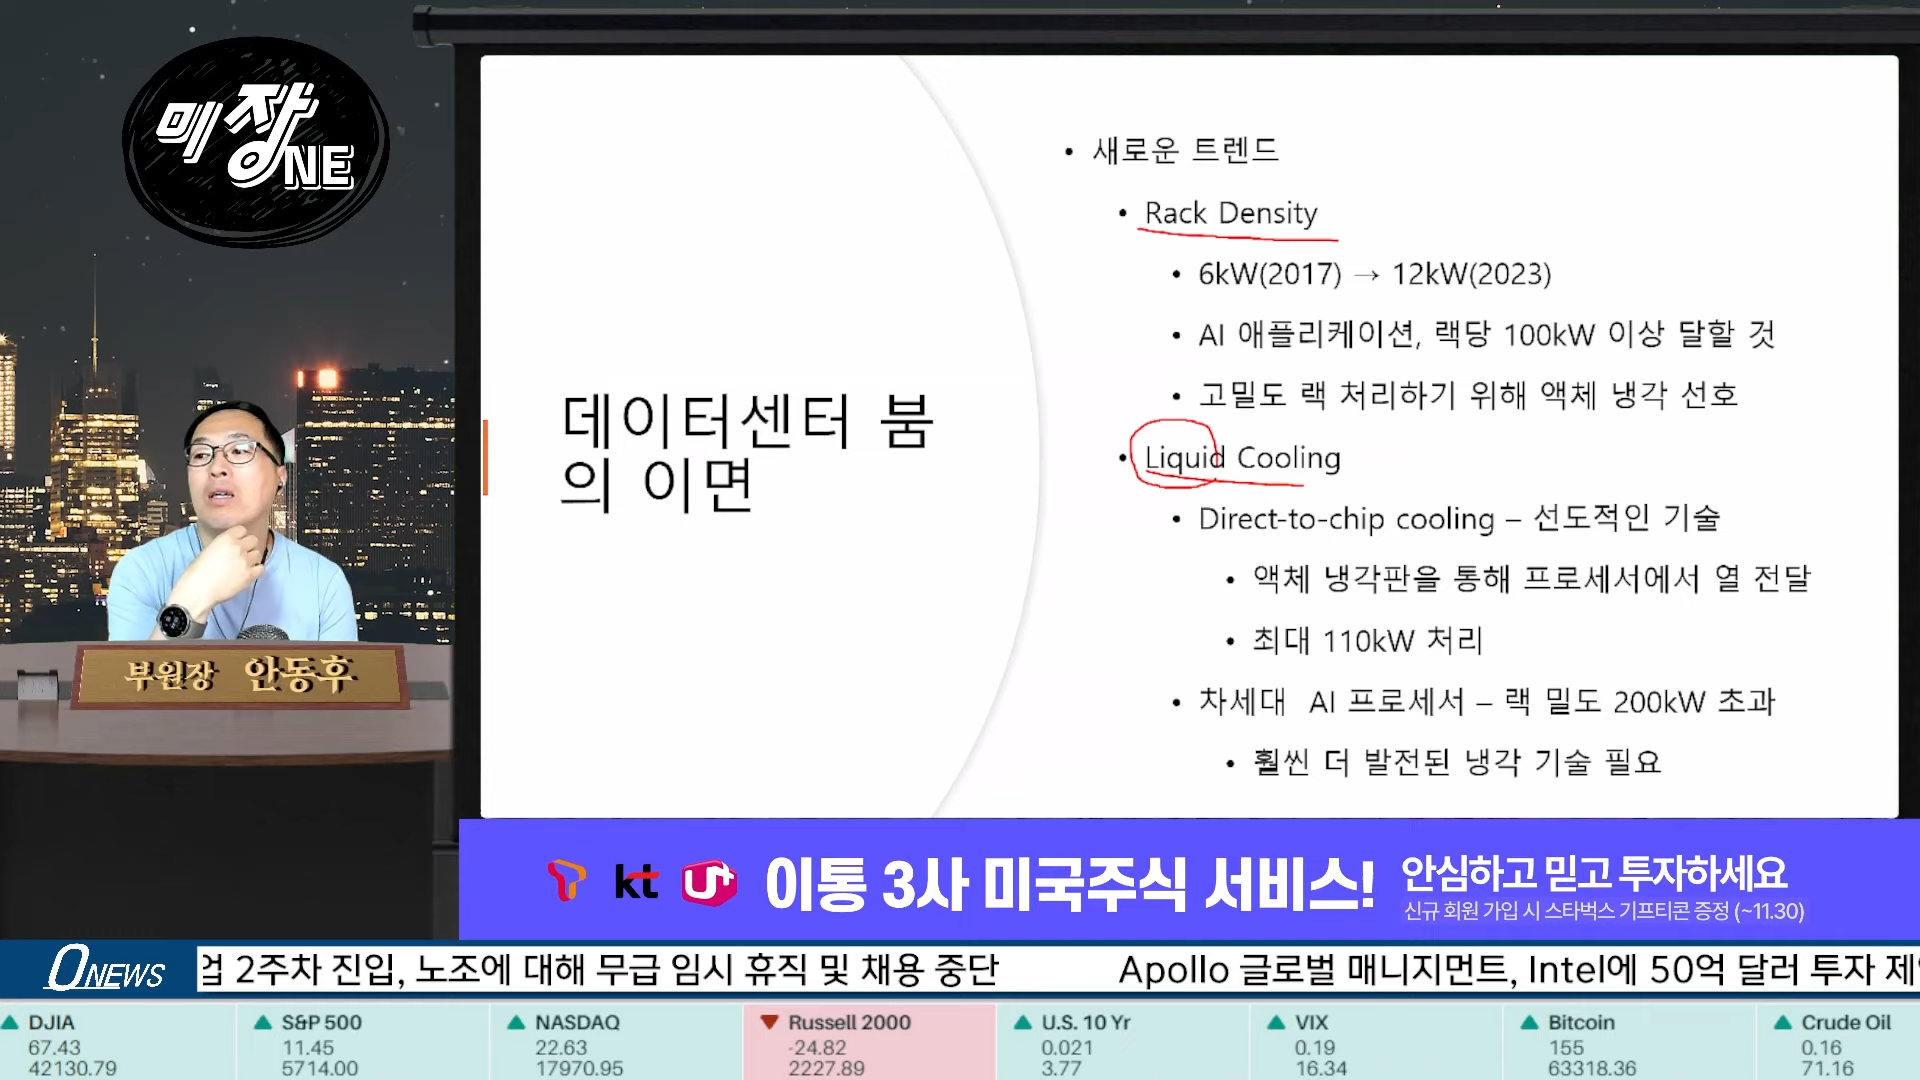 미장
ONE
새로운 트렌드
Rack Density
6kW(2017) → 12kW(2023)
AI 애플리케이션, 랙당 100kW 이상 달할 것
고밀도 랙 처리하기 위해 액체 냉각 선호
데이터센터 붐
의 이면
Liquid Cooling
Direct-to-chip cooling – 선도적인 기술
액체 냉각판을 통해 프로세서에서 열 전달
최대 110kW 처리
차세대 AI 프로세서 – 랙 밀도 200kW 초과
훨씬 더 발전된 냉각 기술 필요
부원장 안동후
kt U+ 이통 3사 미국주식 서비스! 안심하고 믿고 투자하세요
신규 회원 가입 시 스타벅스 기프티콘 증정 (~11.30)
ONEWS 업 2주차 진입, 노조에 대해 무급 임시 휴직 및 채용 중단 Apollo 글로벌 매니지먼트, Intel에 50억 달러 투자 제
DJIA S&P 500 NASDAQ Russell 2000 U.S. 10 Yr VIX Bitcoin Crude Oil
67.43 11.45 22.63 -24.82 0.021 0.19 155 0.16
42130.79 5714.00 17970.95 2227.89 3.77 16.34 63318.36 71.16